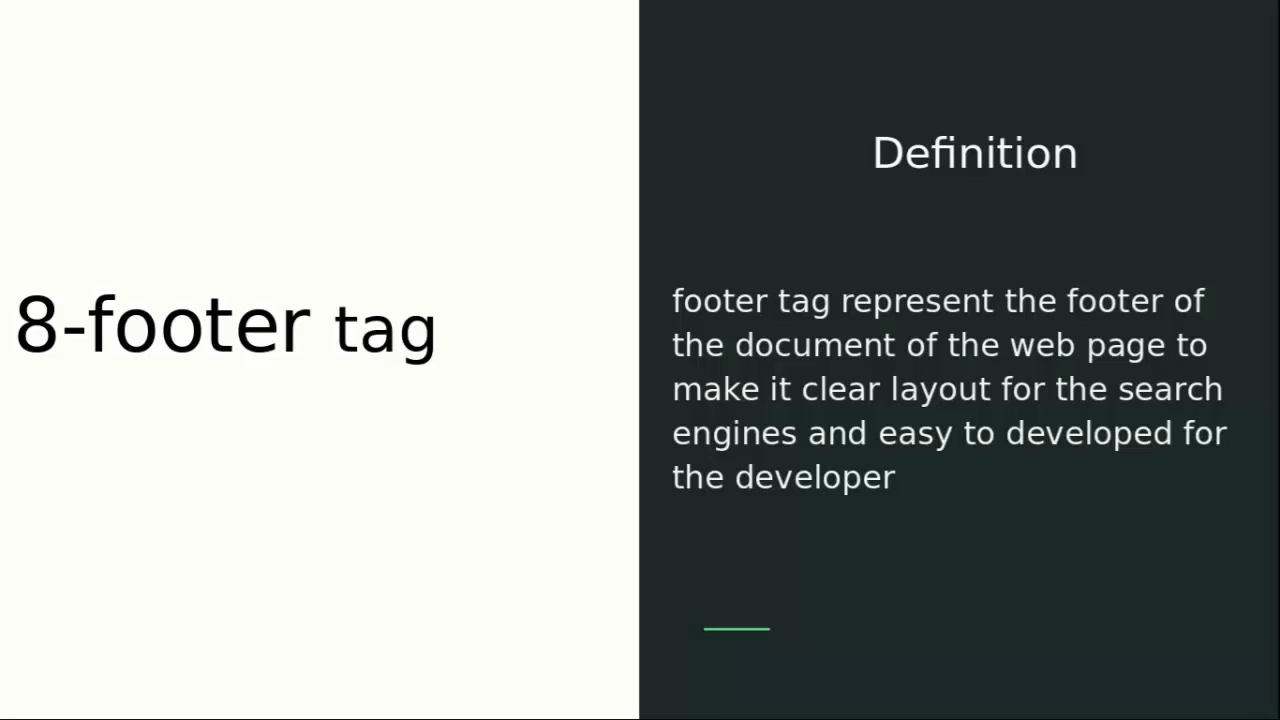 8-footer tag
Definition
footer tag represent the footer of
the document of the web page to
make it clear layout for the search
engines and easy to developed for
the developer